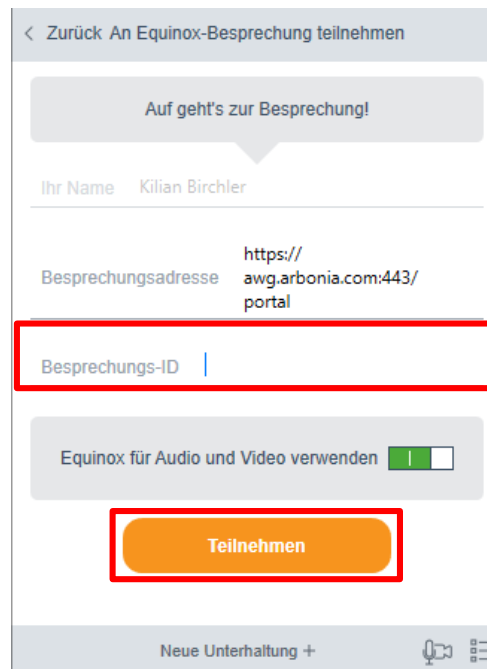 < Zurück An Equinox-Besprechung teilnehmen
Auf geht's zur Besprechung!
Ihr Name Kilian Birchler
https://
Besprechungsadresse awg.arbonia.com:443/
portal
Besprechungs-ID
Equinox für Audio und Video verwenden
Teilnehmen
Neue Unterhaltung +